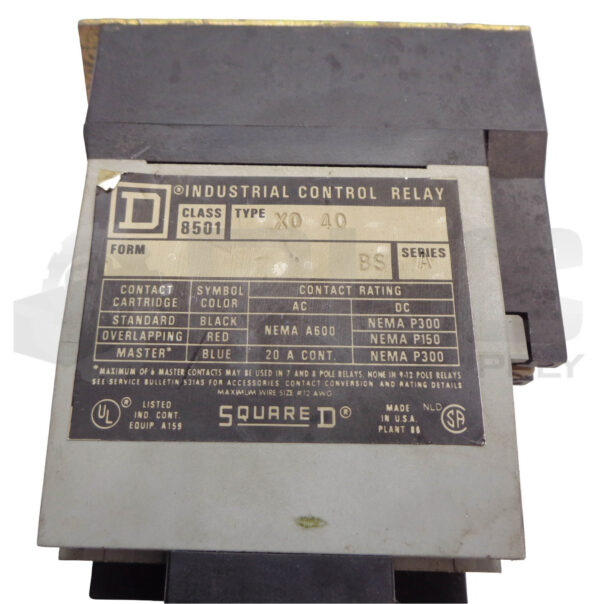 D ® INDUSTRIAL CONTROL RELAY
CLASS 8501 TYPE XO 40
FORM BS SERIES A
CONTACT CARTRIDGE SYMBOL COLOR CONTACT RATING
AC DC
STANDARD BLACK NEMA A600 NEMA P300
OVERLAPPING RED NEMA P150
MASTER* BLUE 20 A CONT. NEMA P300
*MAXIMUM OF 6 MASTER CONTACTS MAY BE USED IN 7 AND 8 POLE RELAYS, NONE IN 9-12 POLE RELAYS
SEE SERVICE BULLETIN 531AS FOR ACCESSORIES CONTACT CONVERSION AND RATING DETAILS
MAXIMUM WIRE SIZE #12 AWG
UL ® LISTED IND. CONT. EQUIP. A159
SQUARE D ®
MADE IN U.S.A. PLANT 86
NLD SA ®